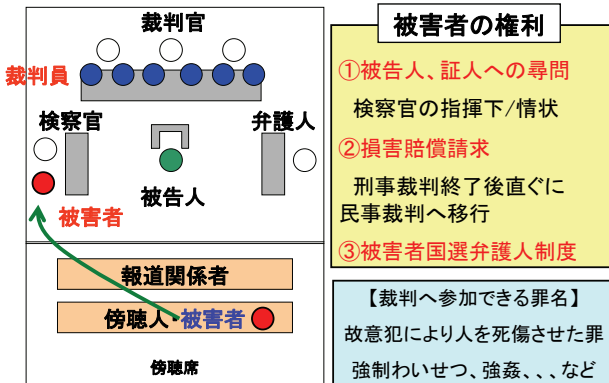 裁判官
裁判員
検察官
弁護人
被告人
被害者
報道関係者
傍聴人・被害者
傍聴席
被害者の権利
①被告人、証人への尋問
検察官の指揮下/情状
②損害賠償請求
刑事裁判終了後直ぐに
民事裁判へ移行
③被害者国選弁護人制度
【裁判へ参加できる罪名】
故意犯により人を死傷させた罪
強制わいせつ、強姦、、、など